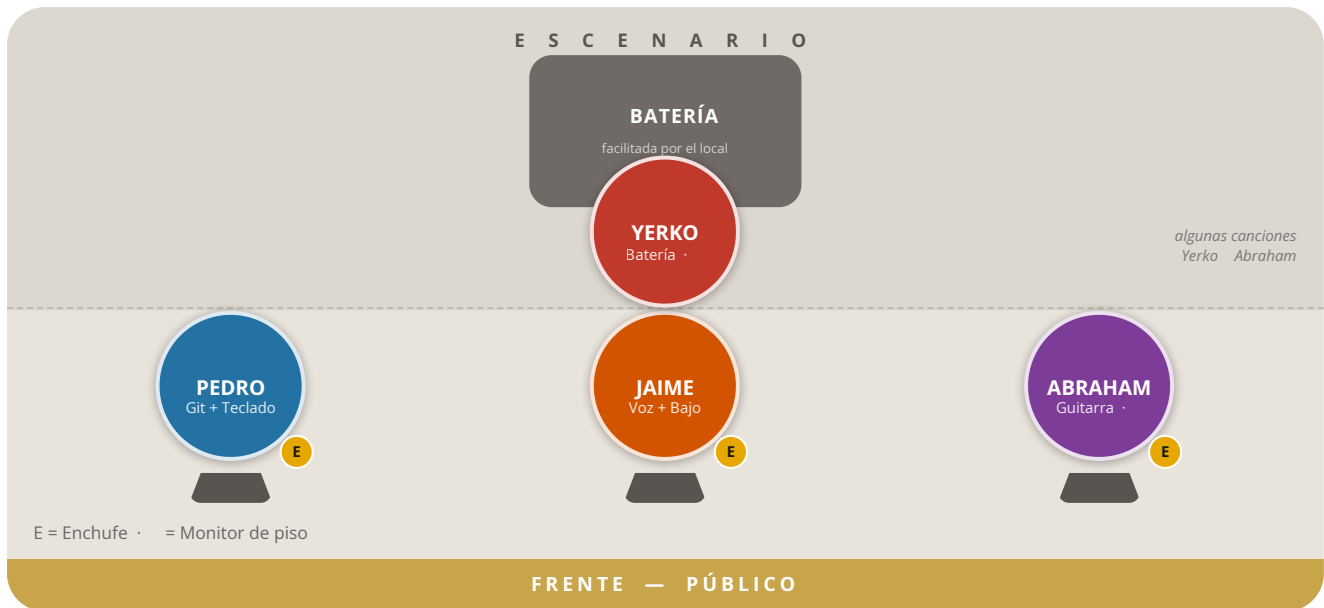 E S C E N A R I O
BATERÍA
facilitada por el local
YERKO
Batería ·
algunas canciones
Yerko Abraham
PEDRO
Git + Teclado
E
JAIME
Voz + Bajo
E
ABRAHAM
Guitarra ·
E
E = Enchufe · = Monitor de piso
FRENTE — PÚBLICO